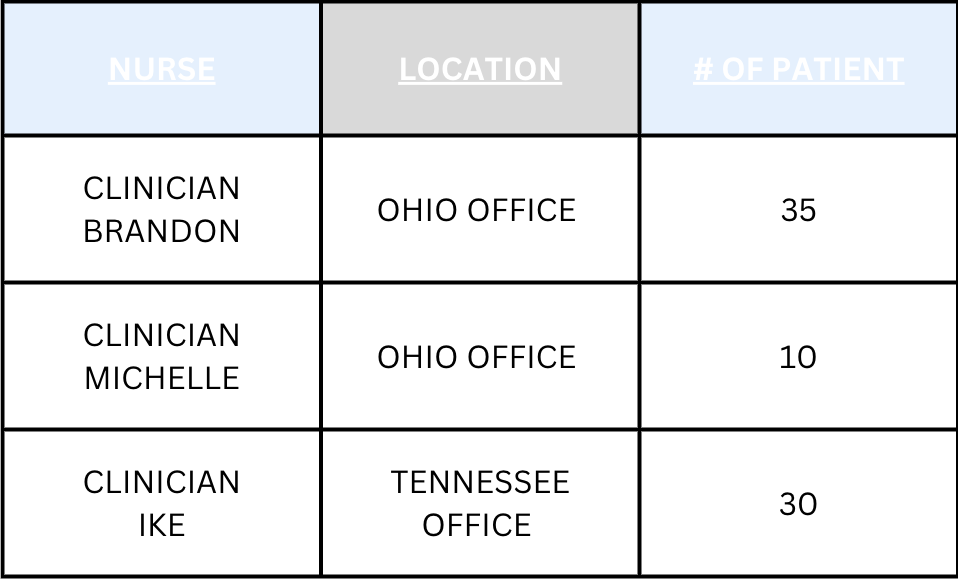 NURSE
LOCATION
# OF PATIENT
CLINICIAN
BRANDON
OHIO OFFICE
35
CLINICIAN
MICHELLE
OHIO OFFICE
10
CLINICIAN
IKE
TENNESSEE
OFFICE
30